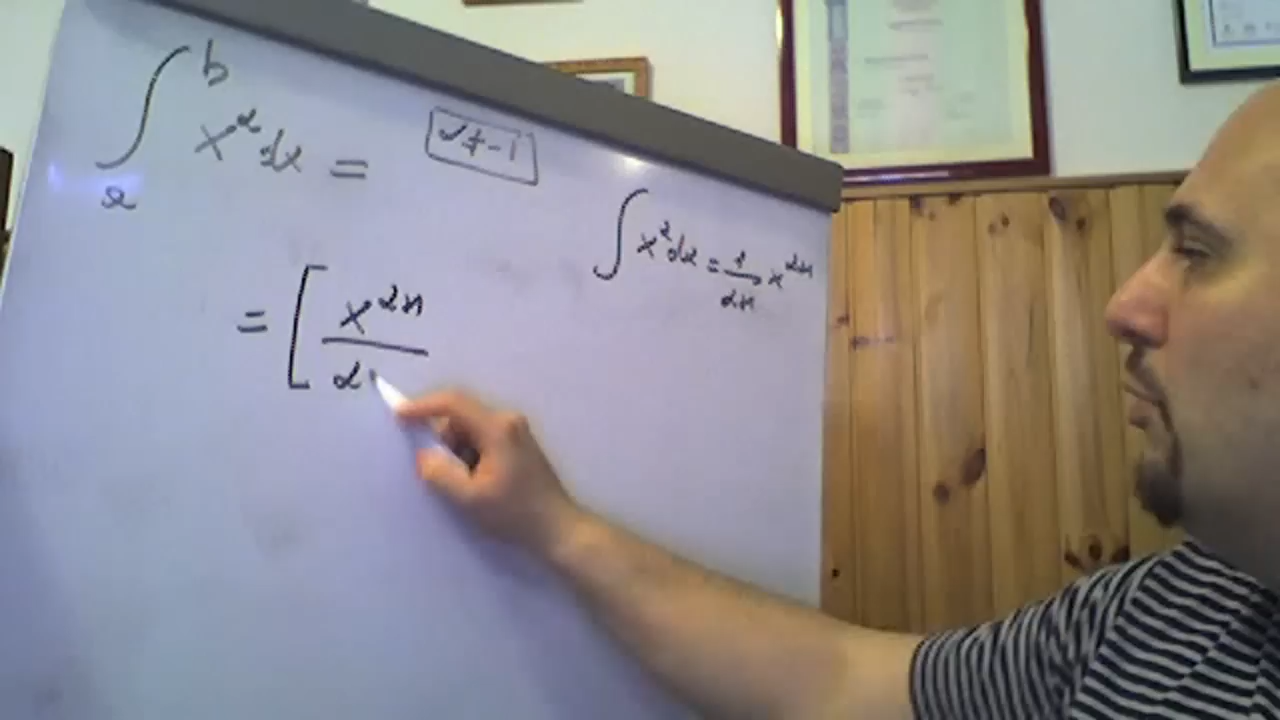 ∫ₐᵇ x^α dx =
α ≠ -1
∫ x^α dx = 1/(α+1) x^(α+1)
= [ x^(α+1) / α+